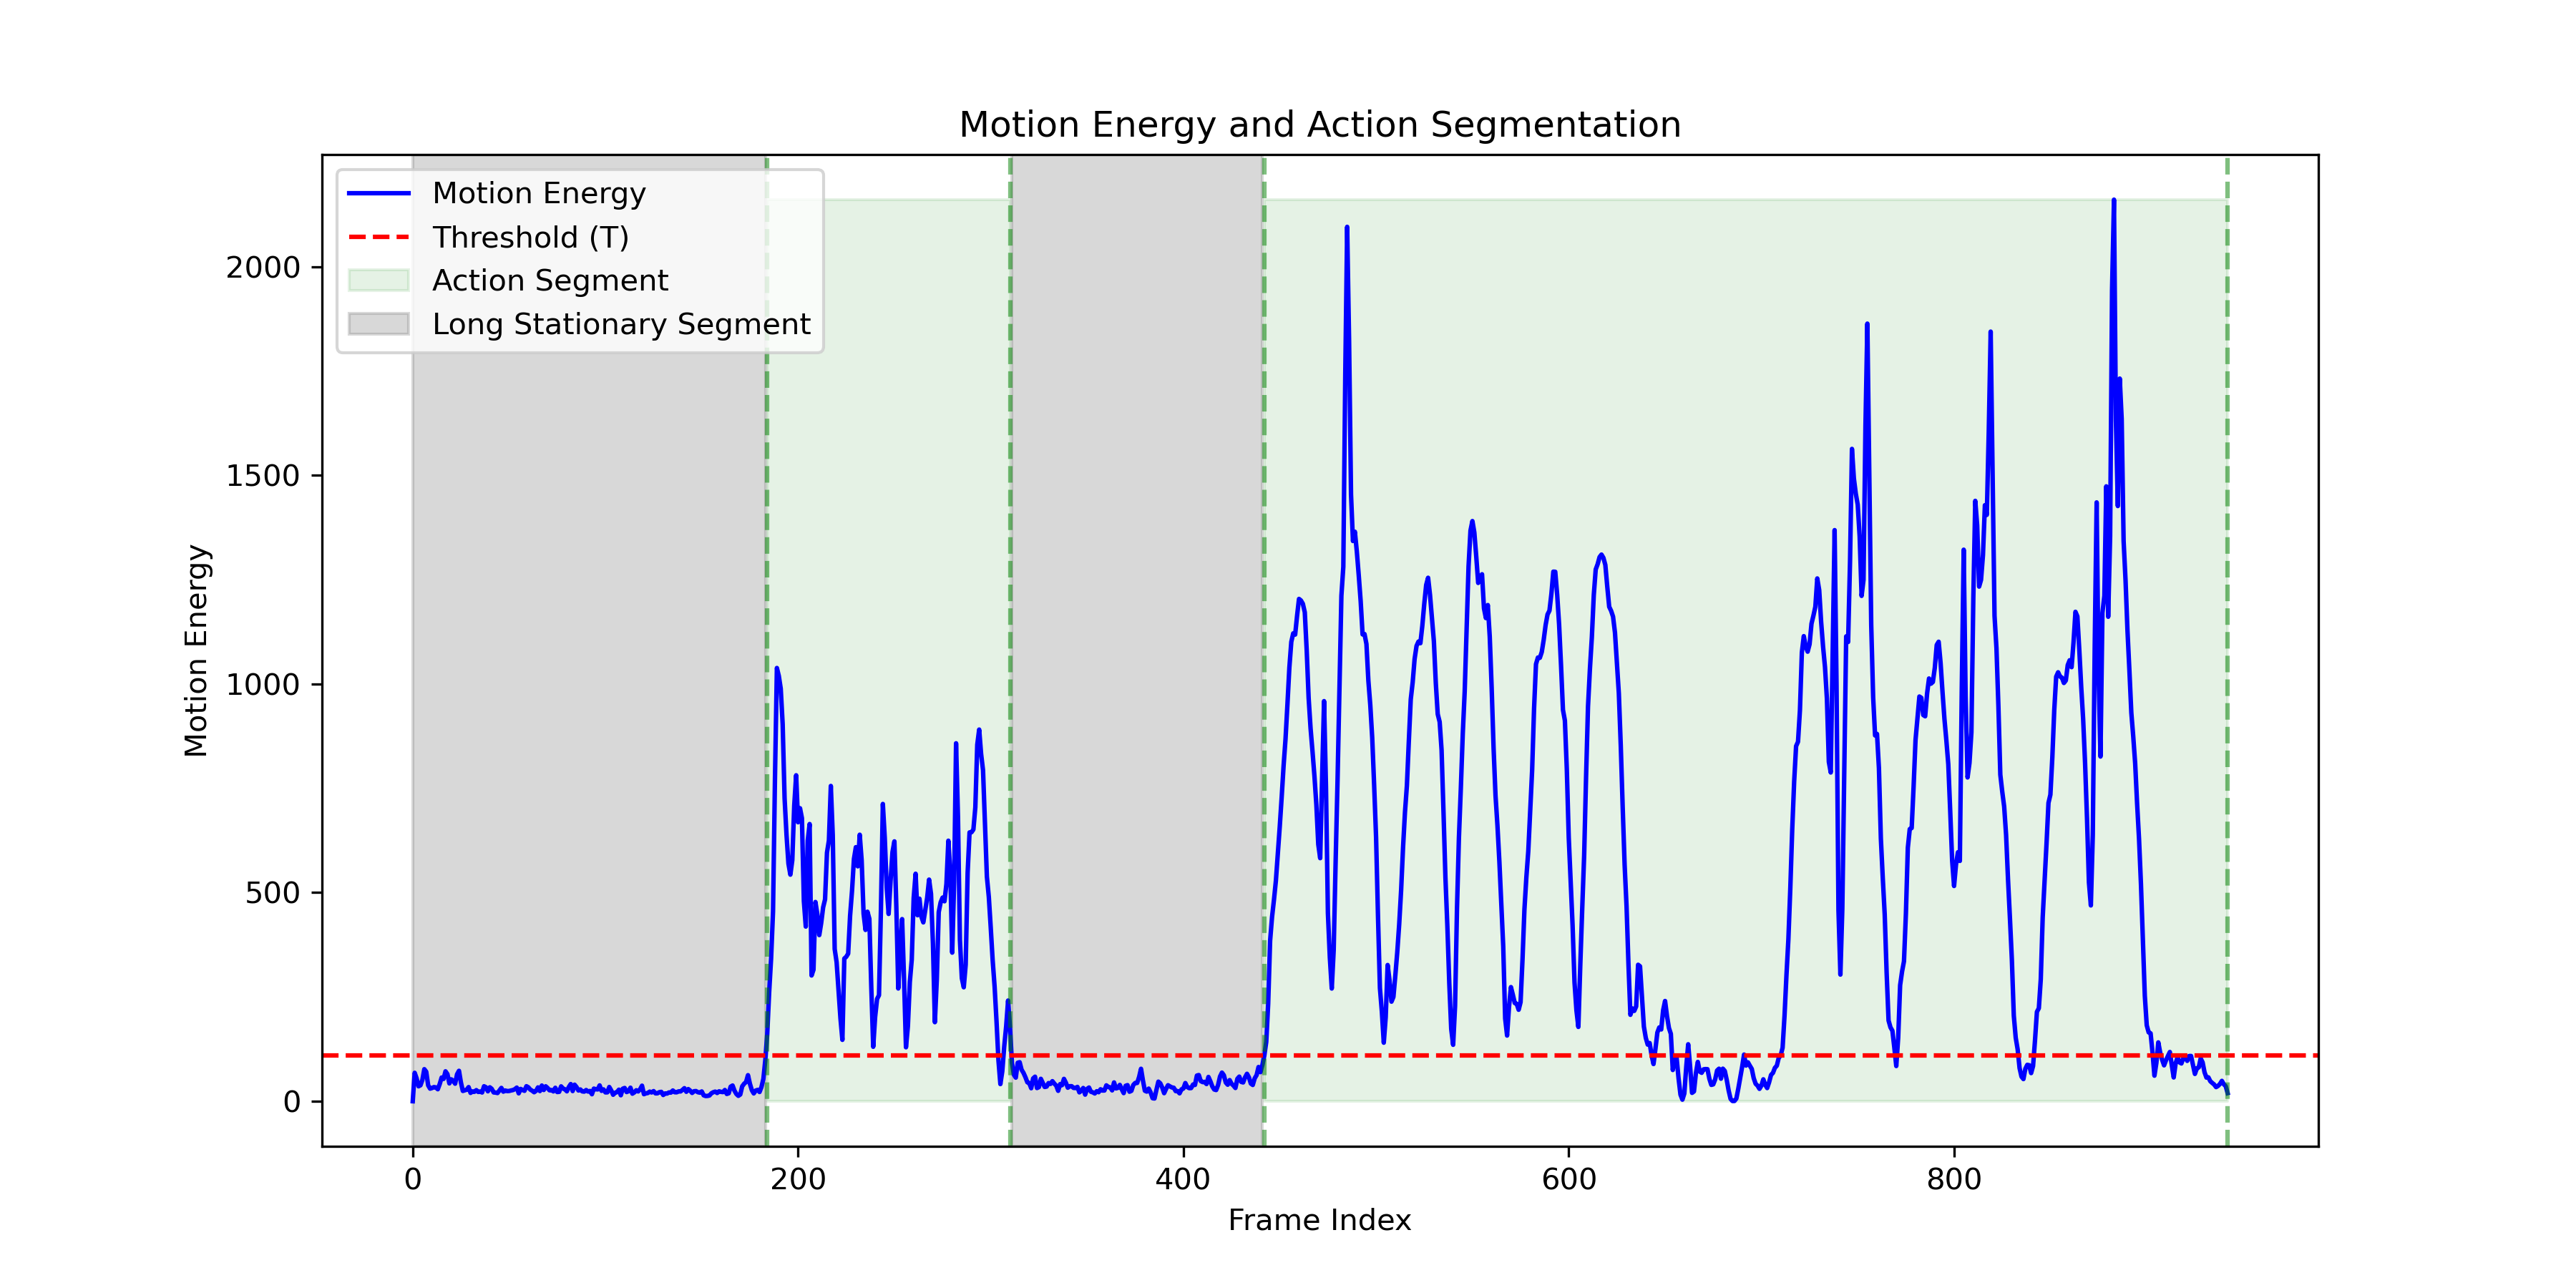 Motion Energy and Action Segmentation
Motion Energy
Threshold (T)
Action Segment
Long Stationary Segment
2000
1500
1000
500
0
Motion Energy
0 200 400 600 800
Frame Index